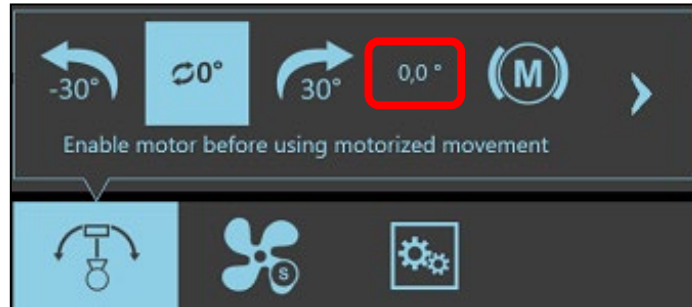 -30° 0° 30° 0,0 ° M
Enable motor before using motorized movement
S